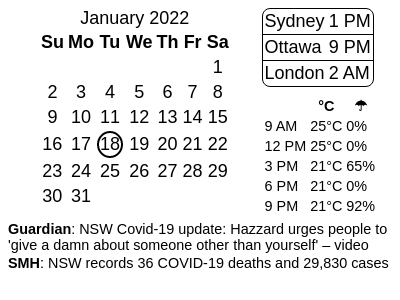 January 2022
Su Mo Tu We Th Fr Sa
1
2 3 4 5 6 7 8
9 10 11 12 13 14 15
16 17 18 19 20 21 22
23 24 25 26 27 28 29
30 31
Sydney 1 PM
Ottawa 9 PM
London 2 AM
°C ☂
9 AM 25°C 0%
12 PM 25°C 0%
3 PM 21°C 65%
6 PM 21°C 0%
9 PM 21°C 92%
Guardian: NSW Covid-19 update: Hazzard urges people to
'give a damn about someone other than yourself' – video
SMH: NSW records 36 COVID-19 deaths and 29,830 cases